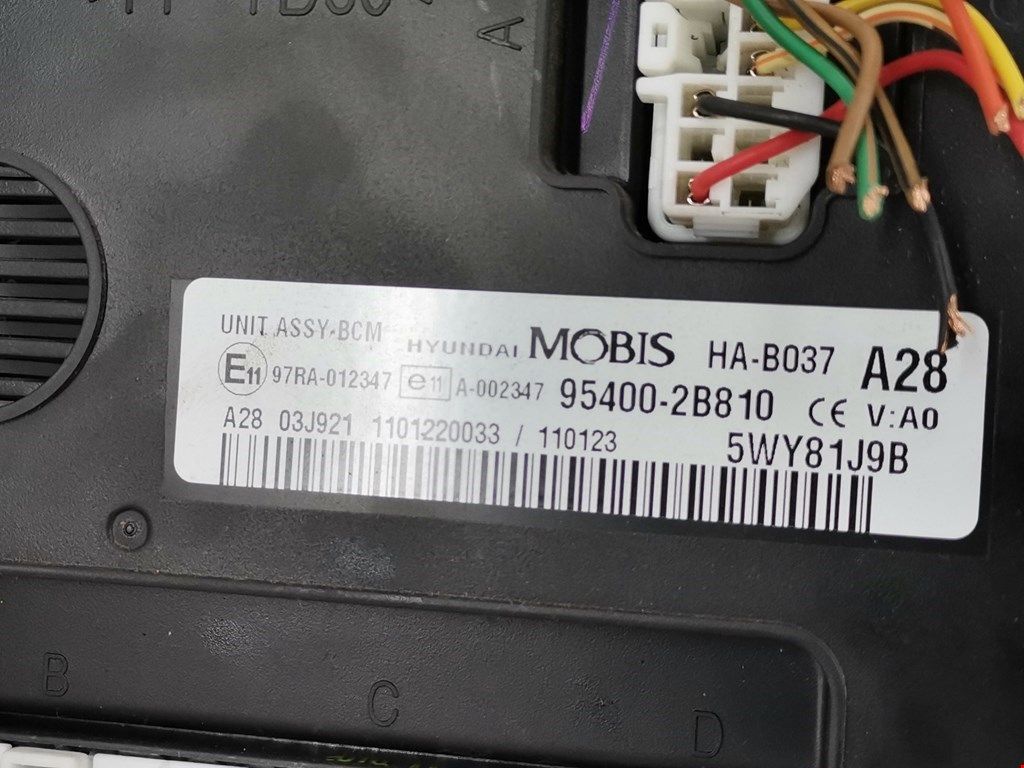 A
UNIT ASSY-BCM HYUNDAI MOBIS HA-B037 A28
E11 97RA-012347 e11 A-002347 95400-2B810 CE V:A0
A28 03J921 1101220033 / 110123 5WY81J9B
B C D